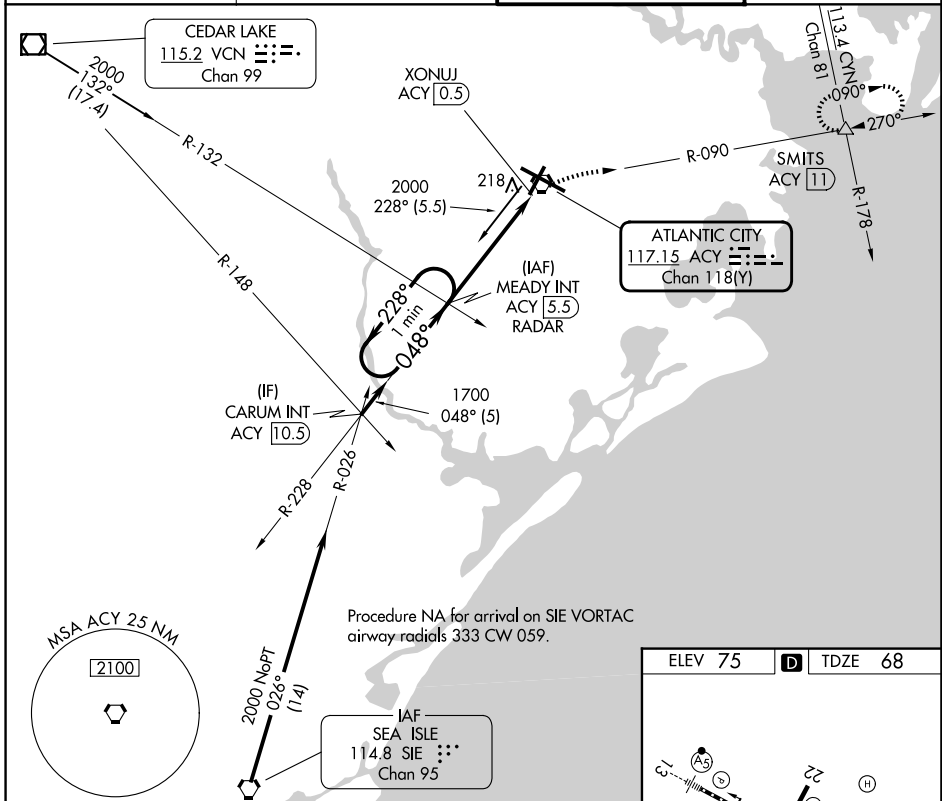 CEDAR LAKE
115.2 VCN
Chan 99
2000
132°
(17.4)
R-132
R-148
XONUJ
ACY 0.5
113.4 CYN
Chan 81
090°
270°
R-090
SMITS
ACY 11
R-178
218
2000
228° (5.5)
ATLANTIC CITY
117.15 ACY
Chan 118(Y)
(IAF)
MEADY INT
ACY 5.5
RADAR
228°
1 min
048°
(IF)
CARUM INT
ACY 10.5
1700
048° (5)
R-228
R-026
Procedure NA for arrival on SIE VORTAC
airway radials 333 CW 059.
MSA ACY 25 NM
2100
2000 NoPT
026°
(14)
IAF
SEA ISLE
114.8 SIE
Chan 95
ELEV 75 D TDZE 68
A5
P
13
22
H